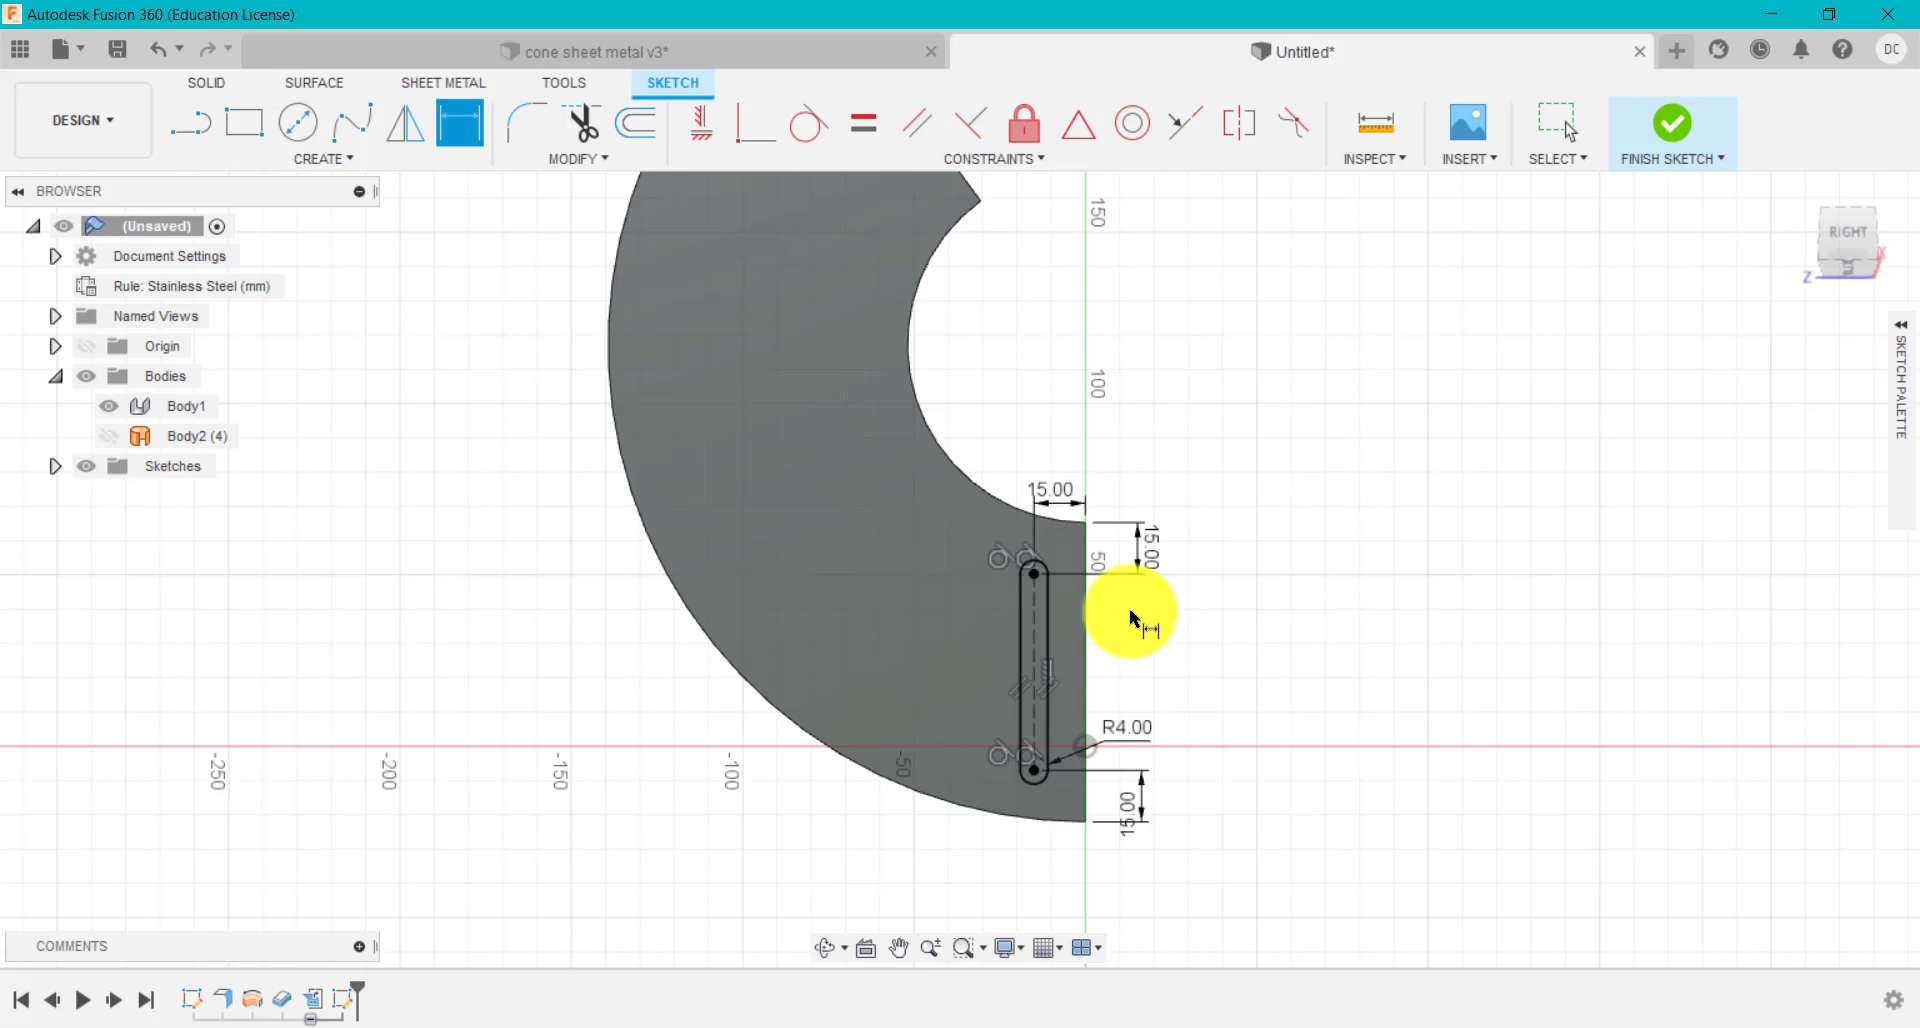 Autodesk Fusion 360 (Education License)
cone sheet metal v3*
Untitled*
DC
DESIGN
SOLID
SURFACE
SHEET METAL
TOOLS
SKETCH
CREATE
MODIFY
CONSTRAINTS
INSPECT
INSERT
SELECT
FINISH SKETCH
BROWSER
(Unsaved)
Document Settings
Rule: Stainless Steel (mm)
Named Views
Origin
Bodies
Body1
Body2 (4)
Sketches
RIGHT
Z
X
SKETCH PALETTE
150
100
50
15.00
15.00
R4.00
15.00
-250
-200
-150
-100
-50
COMMENTS